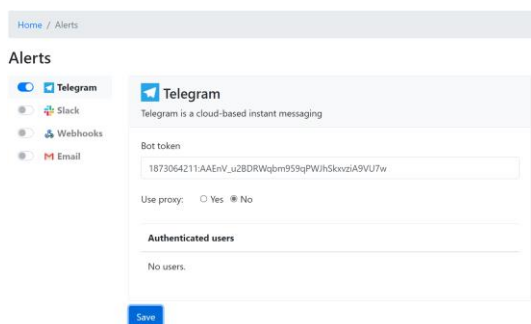 Home / Alerts
Alerts
Telegram
Slack
Webhooks
Email
Telegram
Telegram is a cloud-based instant messaging
Bot token
1873064211:AAEnV_u2BDRWqbm9S9qPWJhSkxvziA9VU7w
Use proxy: Yes No
Authenticated users
No users.
Save